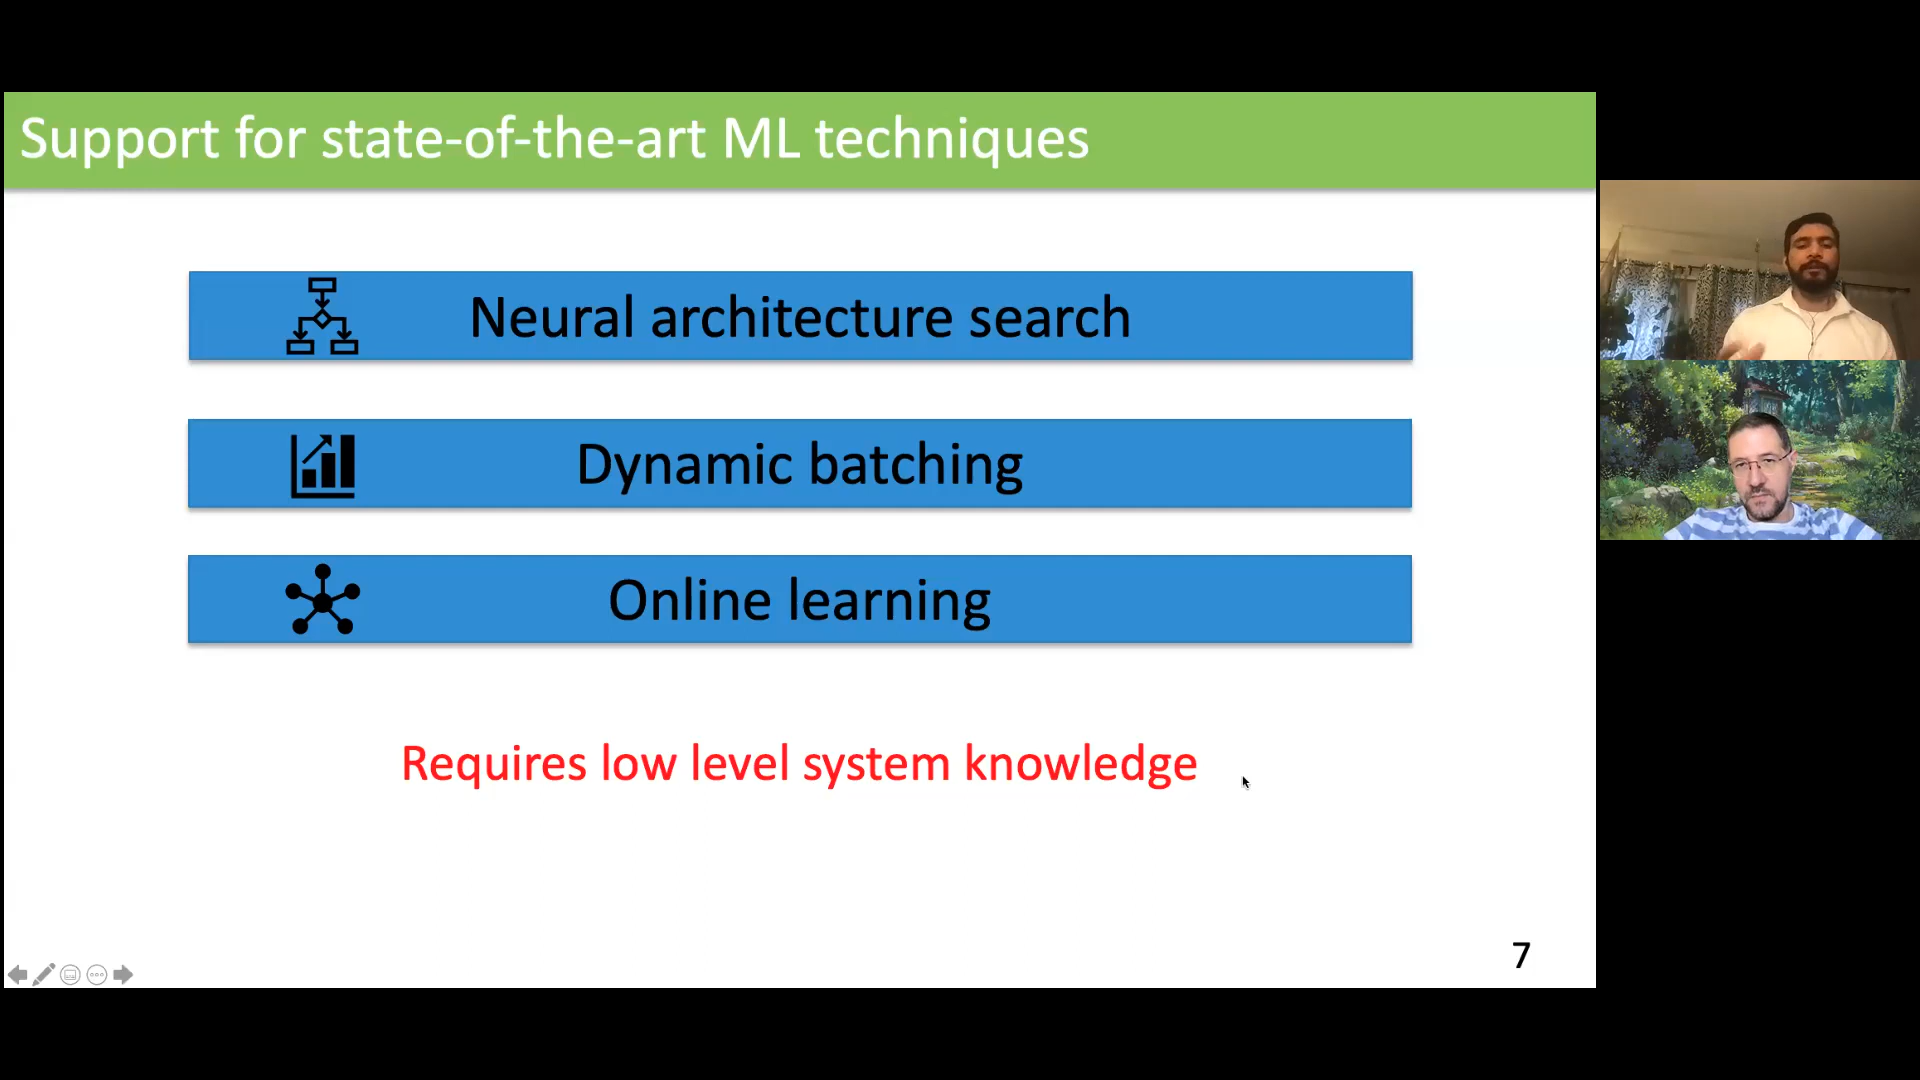 Support for state-of-the-art ML techniques
Neural architecture search
Dynamic batching
Online learning
Requires low level system knowledge
7